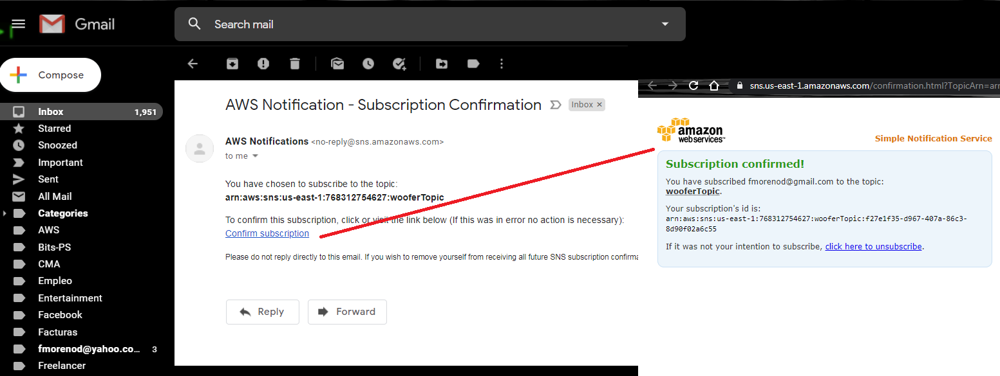 Gmail
Search mail
Compose
Inbox 1,951
Starred
Snoozed
Important
Sent
All Mail
Categories
AWS
Bits-PS
CMA
Empleo
Entertainment
Facebook
Facturas
fmorenod@yahoo.co... 3
Freelancer
AWS Notification - Subscription Confirmation Inbox ×
AWS Notifications <no-reply@sns.amazonaws.com>
to me
You have chosen to subscribe to the topic:
arn:aws:sns:us-east-1:768312754627:wooferTopic
To confirm this subscription, click or visit the link below (If this was in error no action is necessary):
Confirm subscription
Please do not reply directly to this email. If you wish to remove yourself from receiving all future SNS subscription confirma
Reply Forward
sns.us-east-1.amazonaws.com/confirmation.html?TopicArn=arn
amazon
web services™
Simple Notification Service
Subscription confirmed!
You have subscribed fmorenod@gmail.com to the topic:
wooferTopic.
Your subscription's id is:
arn:aws:sns:us-east-1:768312754627:wooferTopic:f27e1f35-d967-407a-86c3-
8d90f02a6c55
If it was not your intention to subscribe, click here to unsubscribe.